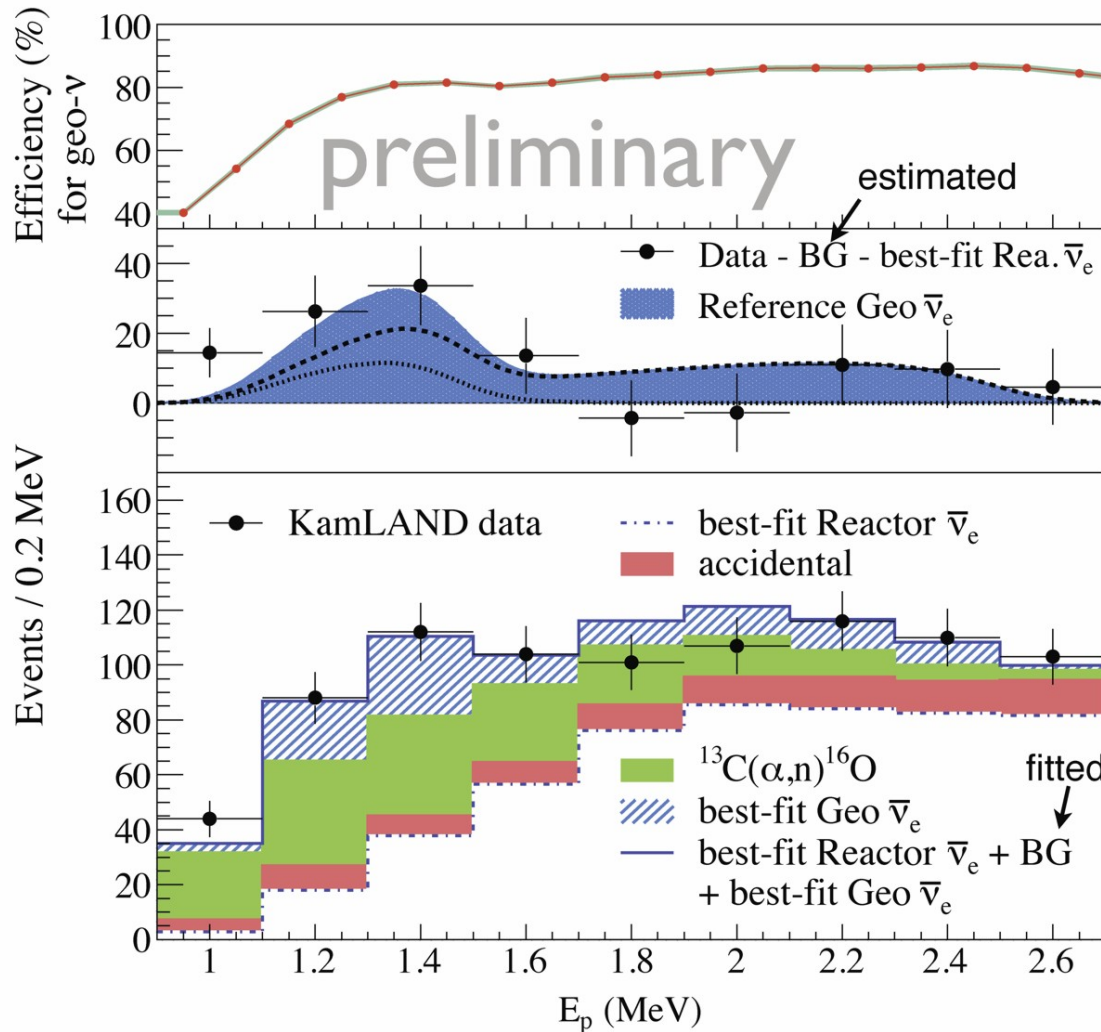 Efficiency (%)
for geo-ν
100
80
60
40
preliminary
estimated
40
20
0
Data - BG - best-fit Rea. ν̅e
Reference Geo ν̅e
Events / 0.2 MeV
160
140
120
100
80
60
40
20
0
KamLAND data
best-fit Reactor ν̅e
accidental
¹³C(α,n)¹⁶O
fitted
best-fit Geo ν̅e
best-fit Reactor ν̅e + BG
+ best-fit Geo ν̅e
1 1.2 1.4 1.6 1.8 2 2.2 2.4 2.6
Ep (MeV)